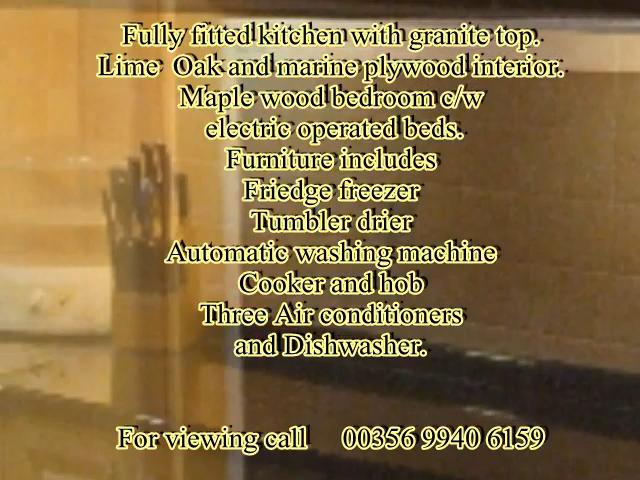 Fully fitted kitchen with granite top.
Lime Oak and marine plywood interior.
Maple wood bedroom c/w
electric operated beds.
Furniture includes
Friedge freezer
Tumbler drier
Automatic washing machine
Cooker and hob
Three Air conditioners
and Dishwasher.
For viewing call 00356 9940 6159